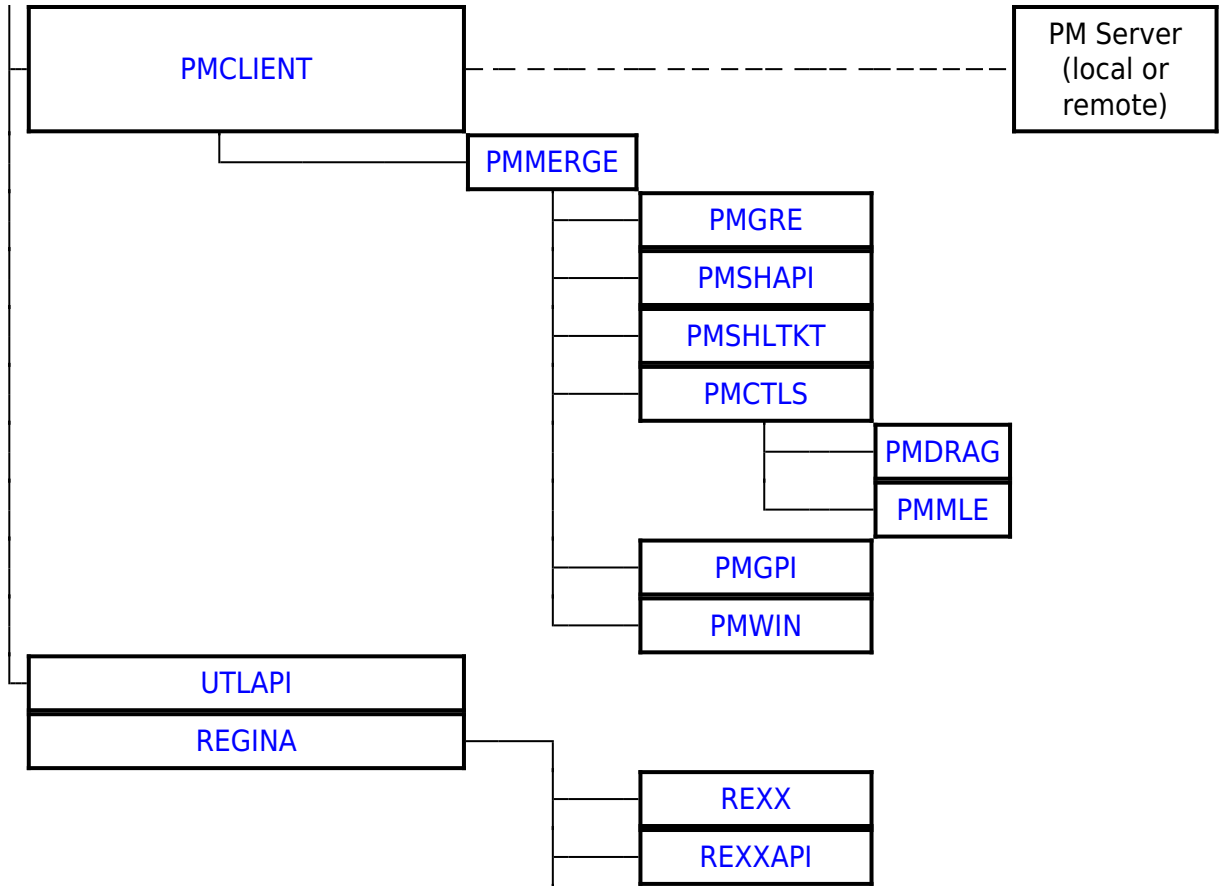 PMCLIENT
PM Server
(local or
remote)
PMMERGE
PMGRE
PMSHAPI
PMSHLTKT
PMCTLS
PMDRAG
PMMLE
PMGPI
PMWIN
UTLAPI
REGINA
REXX
REXXAPI